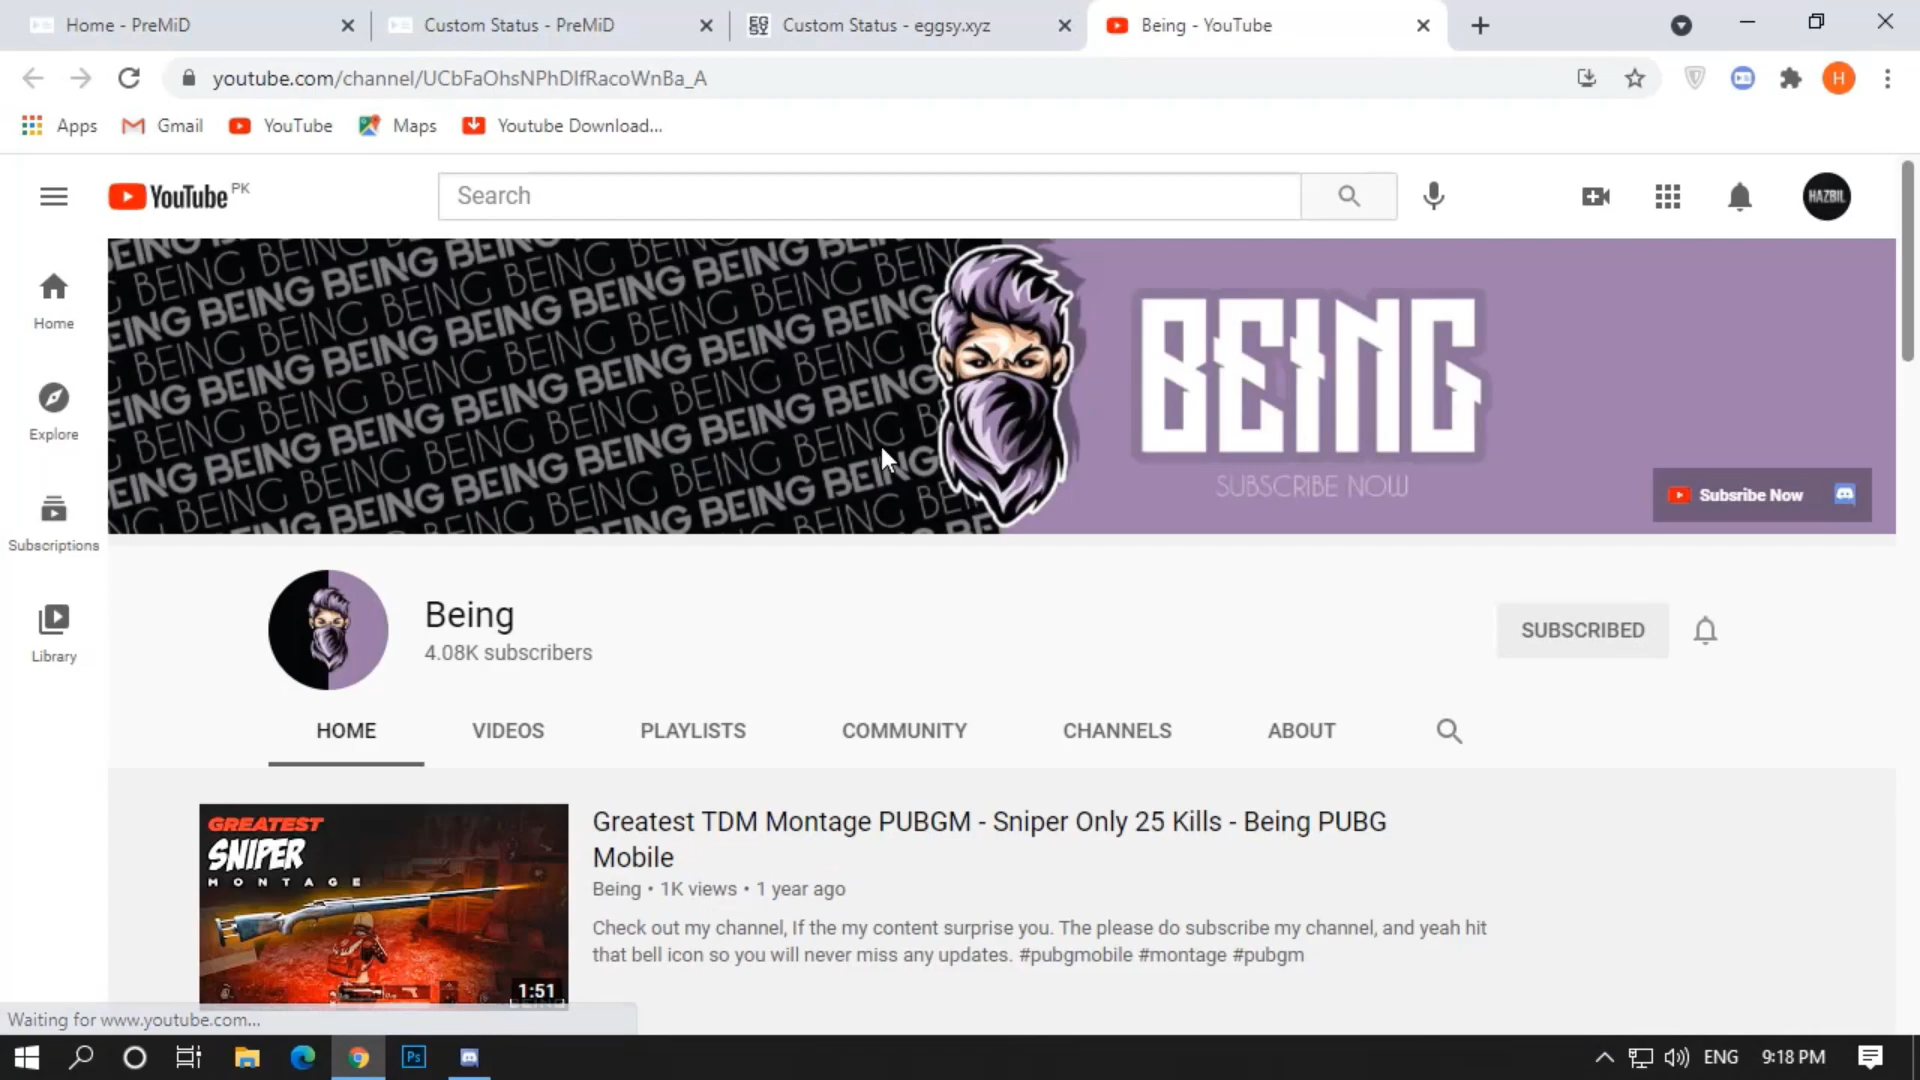 Home - PreMiD
Custom Status - PreMiD
Custom Status - eggsy.xyz
Being - YouTube
youtube.com/channel/UCbFaOhsNPhDIfRacoWnBa_A
H
Apps
Gmail
YouTube
Maps
Youtube Download...
YouTube PK
Search
HAZBIL
Home
Explore
Subscriptions
Library
BEING
SUBSCRIBE NOW
Subsribe Now
Being
4.08K subscribers
SUBSCRIBED
HOME
VIDEOS
PLAYLISTS
COMMUNITY
CHANNELS
ABOUT
GREATEST
SNIPER
MONTAGE
1:51
Greatest TDM Montage PUBGM - Sniper Only 25 Kills - Being PUBG
Mobile
Being • 1K views • 1 year ago
Check out my channel, If the my content surprise you. The please do subscribe my channel, and yeah hit
that bell icon so you will never miss any updates. #pubgmobile #montage #pubgm
Waiting for www.youtube.com...
Ps
ENG
9:18 PM